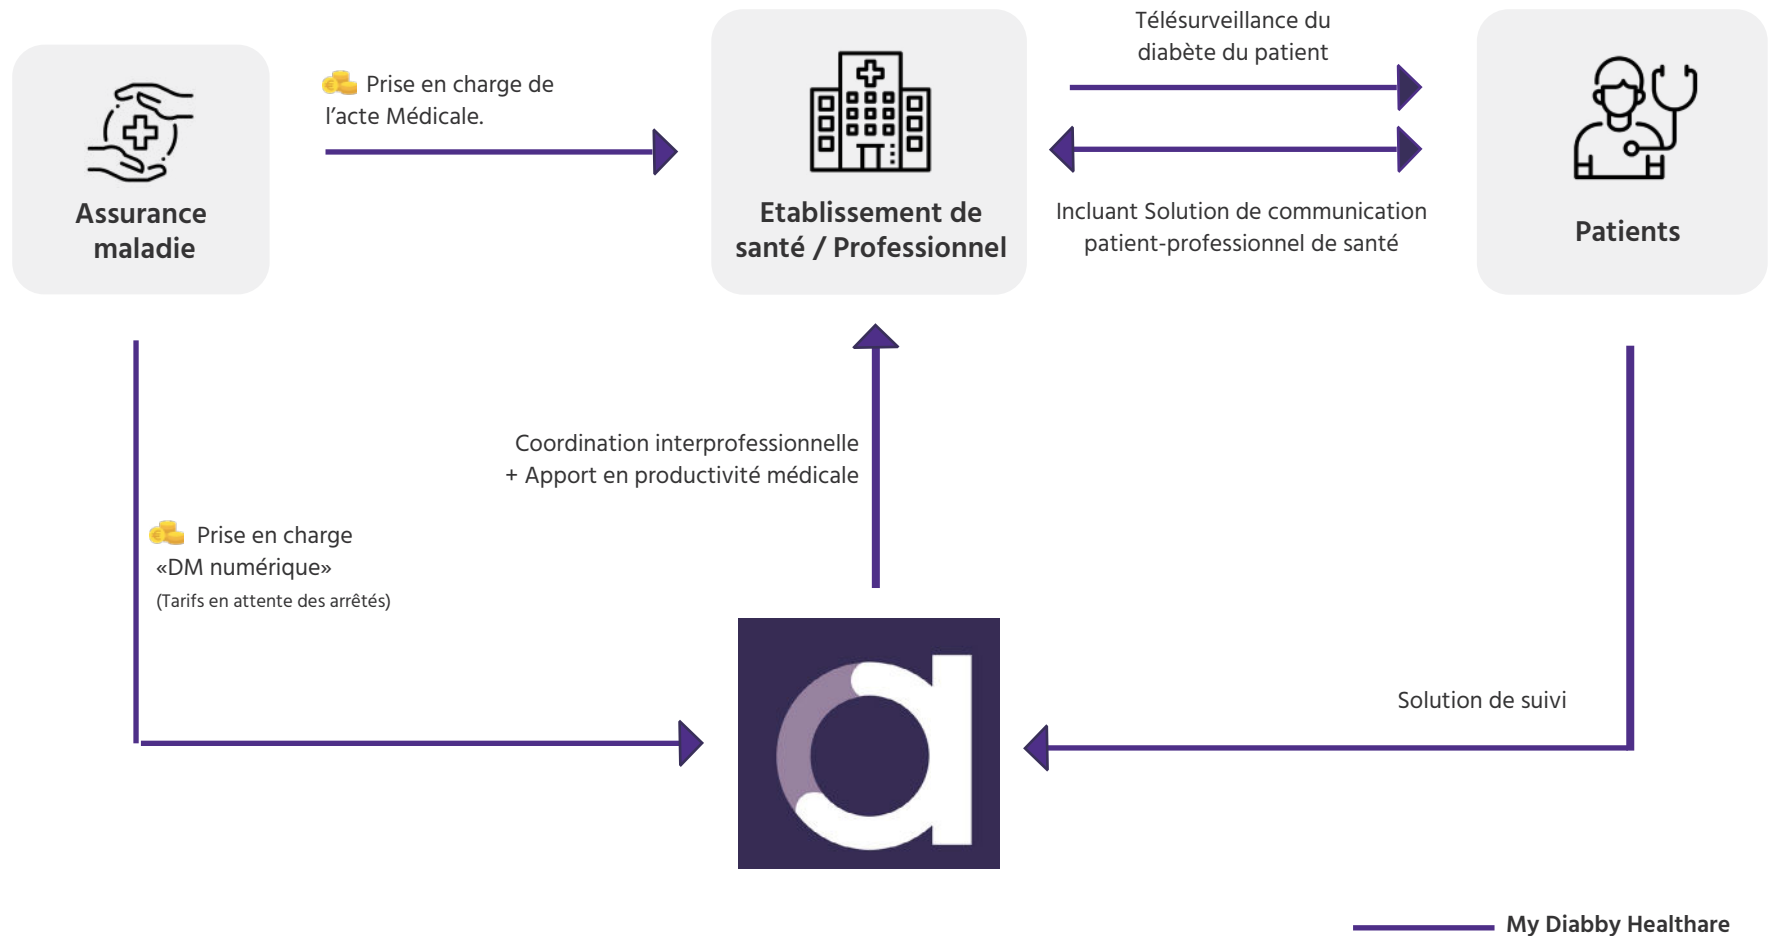 Assurance
maladie
Prise en charge de
l’acte Médicale.
Etablissement de
santé / Professionnel
Télésurveillance du
diabète du patient
Incluant Solution de communication
patient-professionnel de santé
Patients
Coordination interprofessionnelle
+ Apport en productivité médicale
Prise en charge
«DM numérique»
(Tarifs en attente des arrêtés)
Solution de suivi
My Diabby Healthare